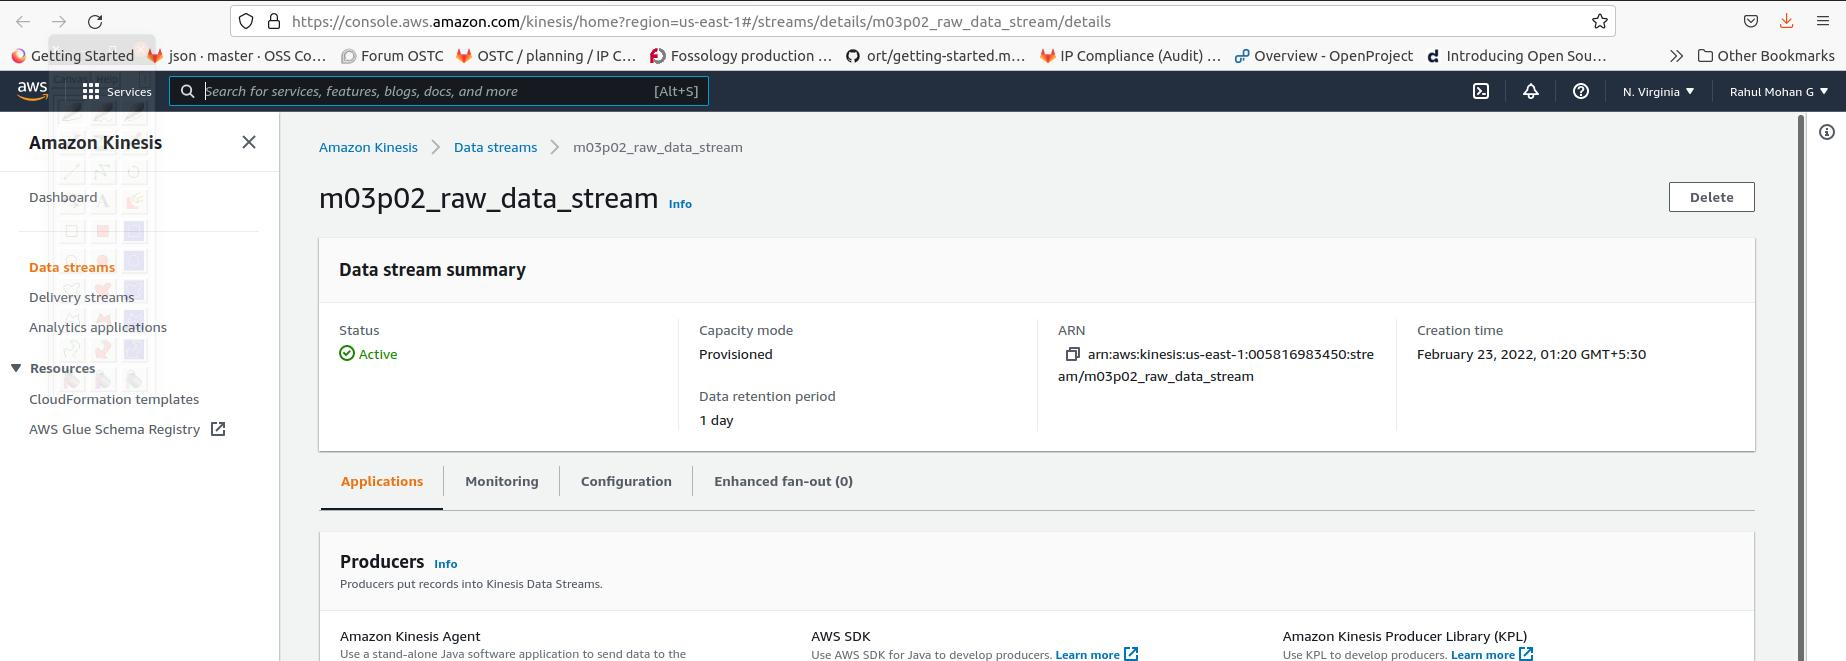 https://console.aws.amazon.com/kinesis/home?region=us-east-1#/streams/details/m03p02_raw_data_stream/details
Getting Started json · master · OSS Co... Forum OSTC OSTC / planning / IP C... Fossology production ... ort/getting-started.m... IP Compliance (Audit) ... Overview - OpenProject Introducing Open Sou... Other Bookmarks
aws Services Search for services, features, blogs, docs, and more [Alt+S] N. Virginia Rahul Mohan G
Amazon Kinesis
Dashboard
Data streams
Delivery streams
Analytics applications
Resources
CloudFormation templates
AWS Glue Schema Registry
Amazon Kinesis Data streams m03p02_raw_data_stream
m03p02_raw_data_stream Info Delete
Data stream summary
Status
Active
Capacity mode
Provisioned
Data retention period
1 day
ARN
arn:aws:kinesis:us-east-1:005816983450:stre
am/m03p02_raw_data_stream
Creation time
February 23, 2022, 01:20 GMT+5:30
Applications Monitoring Configuration Enhanced fan-out (0)
Producers Info
Producers put records into Kinesis Data Streams.
Amazon Kinesis Agent
Use a stand-alone Java software application to send data to the
AWS SDK
Use AWS SDK for Java to develop producers. Learn more
Amazon Kinesis Producer Library (KPL)
Use KPL to develop producers. Learn more